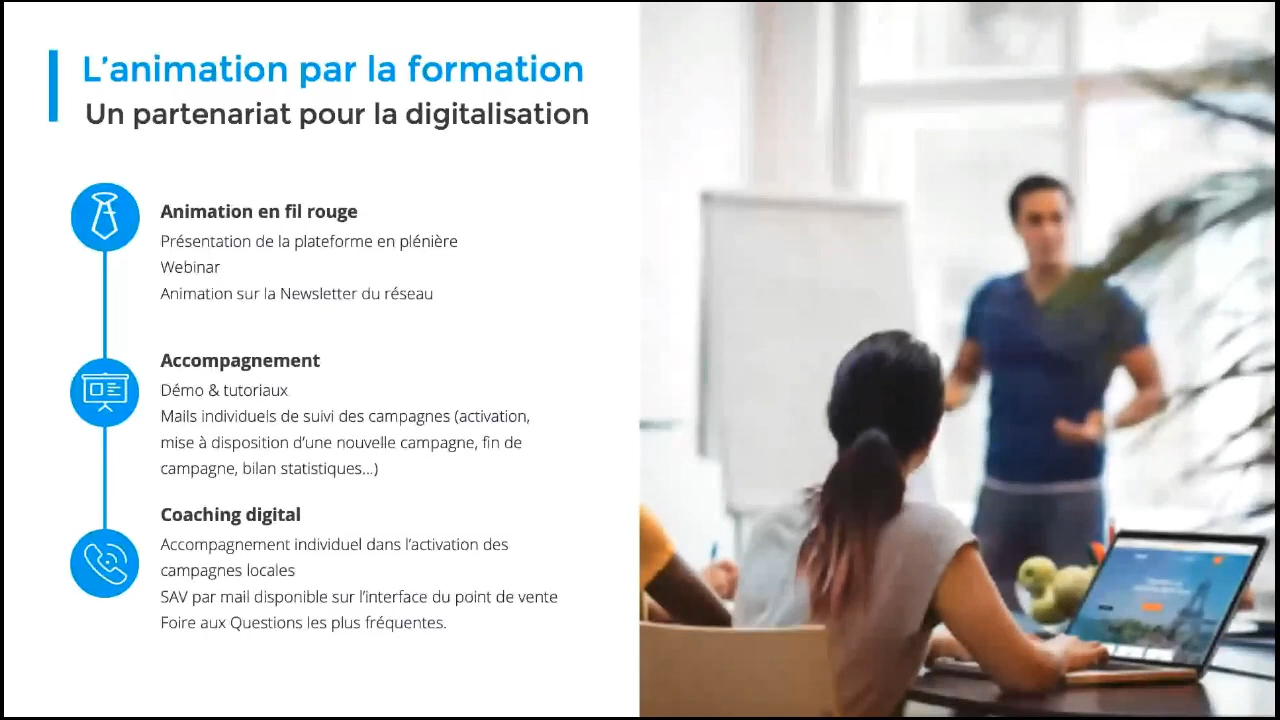 L'animation par la formation
Un partenariat pour la digitalisation
Animation en fil rouge
Présentation de la plateforme en plénière
Webinar
Animation sur la Newsletter du réseau
Accompagnement
Démo & tutoriaux
Mails individuels de suivi des campagnes (activation,
mise à disposition d'une nouvelle campagne, fin de
campagne, bilan statistiques...)
Coaching digital
Accompagnement individuel dans l'activation des
campagnes locales
SAV par mail disponible sur l'interface du point de vente
Foire aux Questions les plus fréquentes.